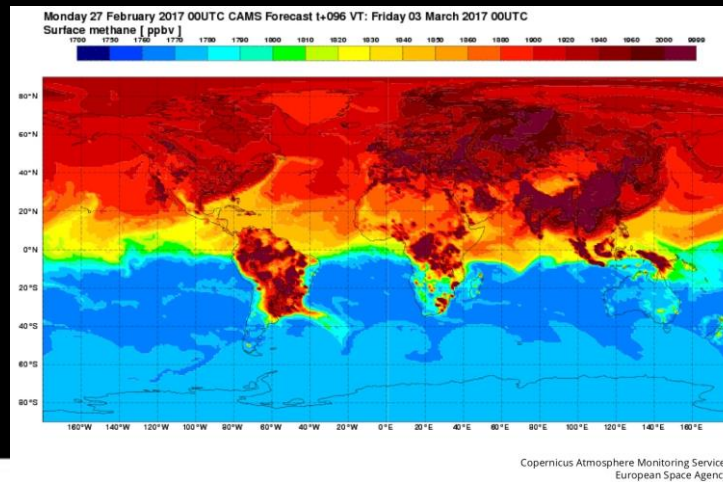 Monday 27 February 2017 00UTC CAMS Forecast t+096 VT: Friday 03 March 2017 00UTC
Surface methane [ ppbv ]
1700 1750 1760 1770 1780 1790 1800 1810 1820 1830 1840 1850 1860 1880 1900 1920 1940 1960 2000 9999
80°N
60°N
40°N
20°N
0°N
20°S
40°S
60°S
80°S
160°W 140°W 120°W 100°W 80°W 60°W 40°W 20°W 0°E 20°E 40°E 60°E 80°E 100°E 120°E 140°E 160°E
Copernicus Atmosphere Monitoring Service
European Space Agenc